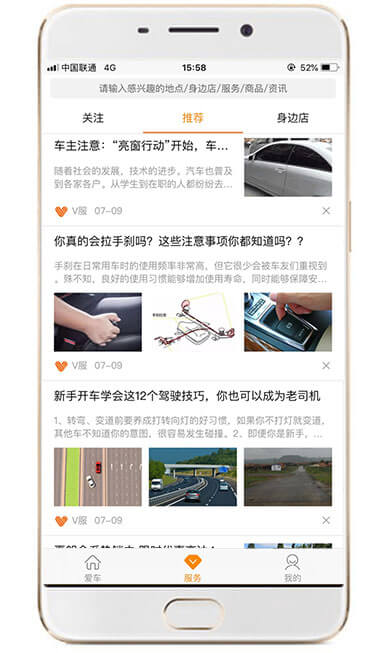 中国联通 4G 15:58 52%
请输入感兴趣的地点/身边店/服务/商品/资讯
关注 推荐 身边店
车主注意：“亮窗行动”开始，车…
随着社会的发展，技术的进步。汽车也普及
到各家各户。从学生到在职的人都纷纷去…
V服 07-09
你真的会拉手刹吗？这些注意事项你都知道吗？？
手刹在日常用车时的使用频率非常高，但它很少会被车友们重视到
。殊不知，良好的使用习惯能够增加使用寿命，同时能够保障安…
V服 07-09
新手开车学会这12个驾驶技巧，你也可以成为老司机
1、转弯、变道前要养成打转向灯的好习惯，如果你不打灯就变道，
其他车不知道你的意图，很容易发生碰撞。2、即便你是新手，…
V服 07-09
爱车 服务 我的